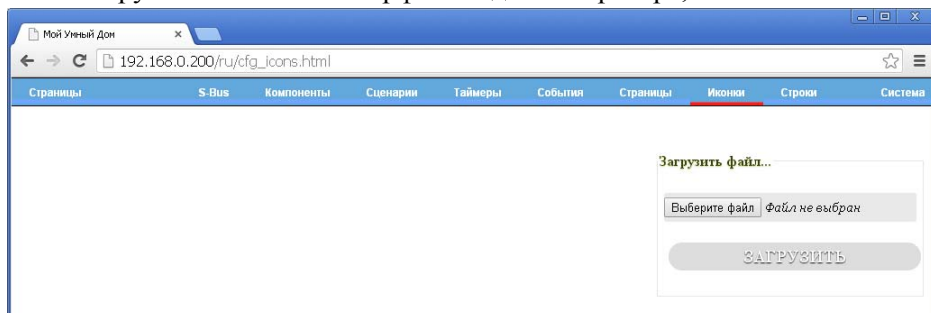 Мой Умный Дом
192.168.0.200/ru/cfg_icons.html
Страницы S-Bus Компоненты Сценарии Таймеры События Страницы Иконки Строки Система
Загрузить файл...
Выберите файл Файл не выбран
ЗАГРУЗИТЬ